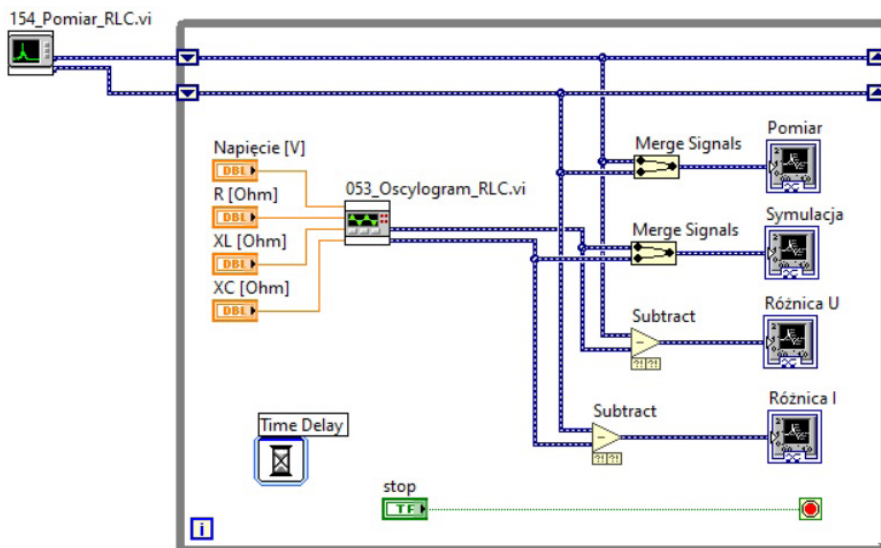 154_Pomiar_RLC.vi
Napięcie [V]
DBL
R [Ohm]
DBL
XL [Ohm]
DBL
XC [Ohm]
DBL
053_Oscylogram_RLC.vi
Merge Signals
Pomiar
Merge Signals
Symulacja
Subtract
?!?!
Różnica U
Subtract
?!?!
Różnica I
Time Delay
stop
TF
i